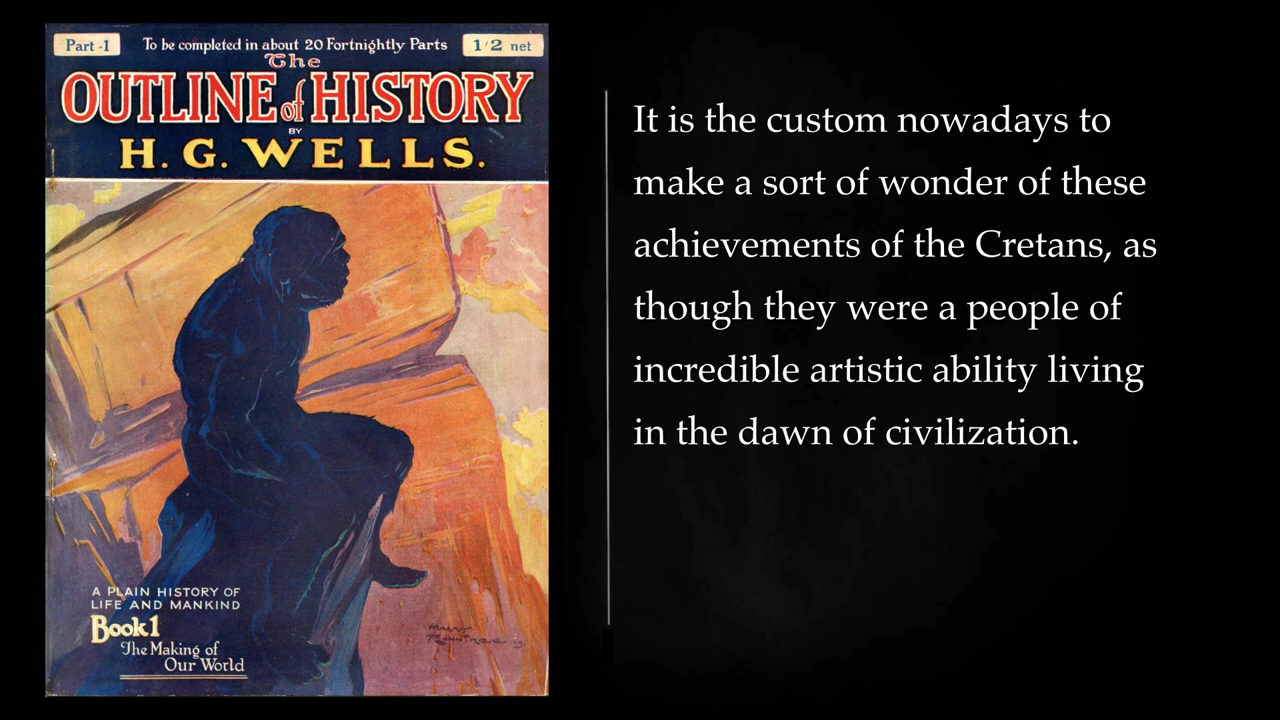 Part -1
To be completed in about 20 Fortnightly Parts
1/2 net
The
OUTLINE of HISTORY
BY
H. G. WELLS.
A PLAIN HISTORY OF
LIFE AND MANKIND
Book 1
The Making of
Our World
It is the custom nowadays to
make a sort of wonder of these
achievements of the Cretans, as
though they were a people of
incredible artistic ability living
in the dawn of civilization.